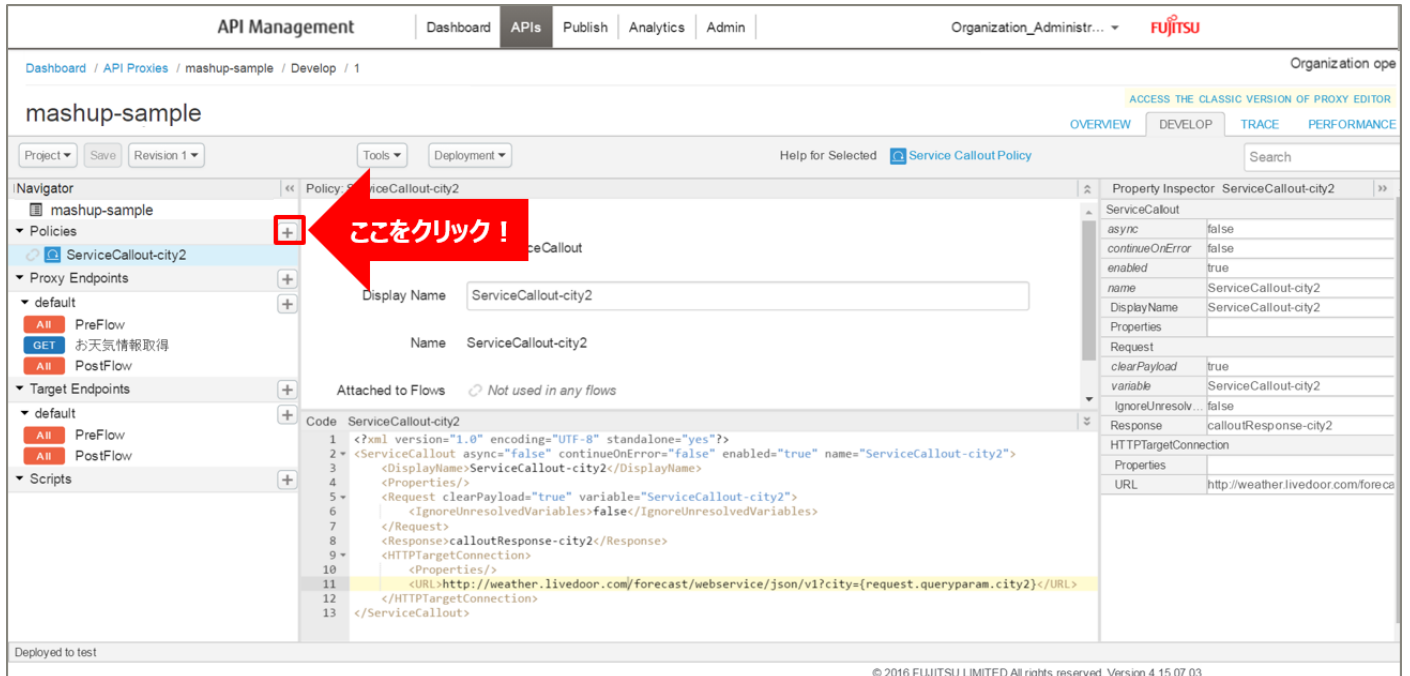 API Management
Dashboard APIs Publish Analytics Admin
Organization_Administr...
FUJITSU
Dashboard / API Proxies / mashup-sample / Develop / 1
Organization ope
ACCESS THE CLASSIC VERSION OF PROXY EDITOR
mashup-sample
OVERVIEW DEVELOP TRACE PERFORMANCE
Project Save Revision 1 Tools Deployment Help for Selected Service Callout Policy Search
Navigator
mashup-sample
Policies
ServiceCallout-city2
Proxy Endpoints
default
All PreFlow
GET お天気情報取得
All PostFlow
Target Endpoints
default
All PreFlow
All PostFlow
Scripts
ここをクリック！
Policy: ServiceCallout-city2
ceCallout
Display Name ServiceCallout-city2
Name ServiceCallout-city2
Attached to Flows Not used in any flows
Code ServiceCallout-city2
1 <?xml version="1.0" encoding="UTF-8" standalone="yes"?>
2 <ServiceCallout async="false" continueOnError="false" enabled="true" name="ServiceCallout-city2">
3 <DisplayName>ServiceCallout-city2</DisplayName>
4 <Properties/>
5 <Request clearPayload="true" variable="ServiceCallout-city2">
6 <IgnoreUnresolvedVariables>false</IgnoreUnresolvedVariables>
7 </Request>
8 <Response>calloutResponse-city2</Response>
9 <HTTPTargetConnection>
10 <Properties/>
11 <URL>http://weather.livedoor.com/forecast/webservice/json/v1?city={request.queryparam.city2}</URL>
12 </HTTPTargetConnection>
13 </ServiceCallout>
Property Inspector ServiceCallout-city2
ServiceCallout
async false
continueOnError false
enabled true
name ServiceCallout-city2
DisplayName ServiceCallout-city2
Properties
Request
clearPayload true
variable ServiceCallout-city2
IgnoreUnresolv... false
Response calloutResponse-city2
HTTPTargetConnection
Properties
URL http://weather.livedoor.com/foreca
Deployed to test
© 2016 FUJITSU LIMITED All rights reserved. Version 4.15.07.03